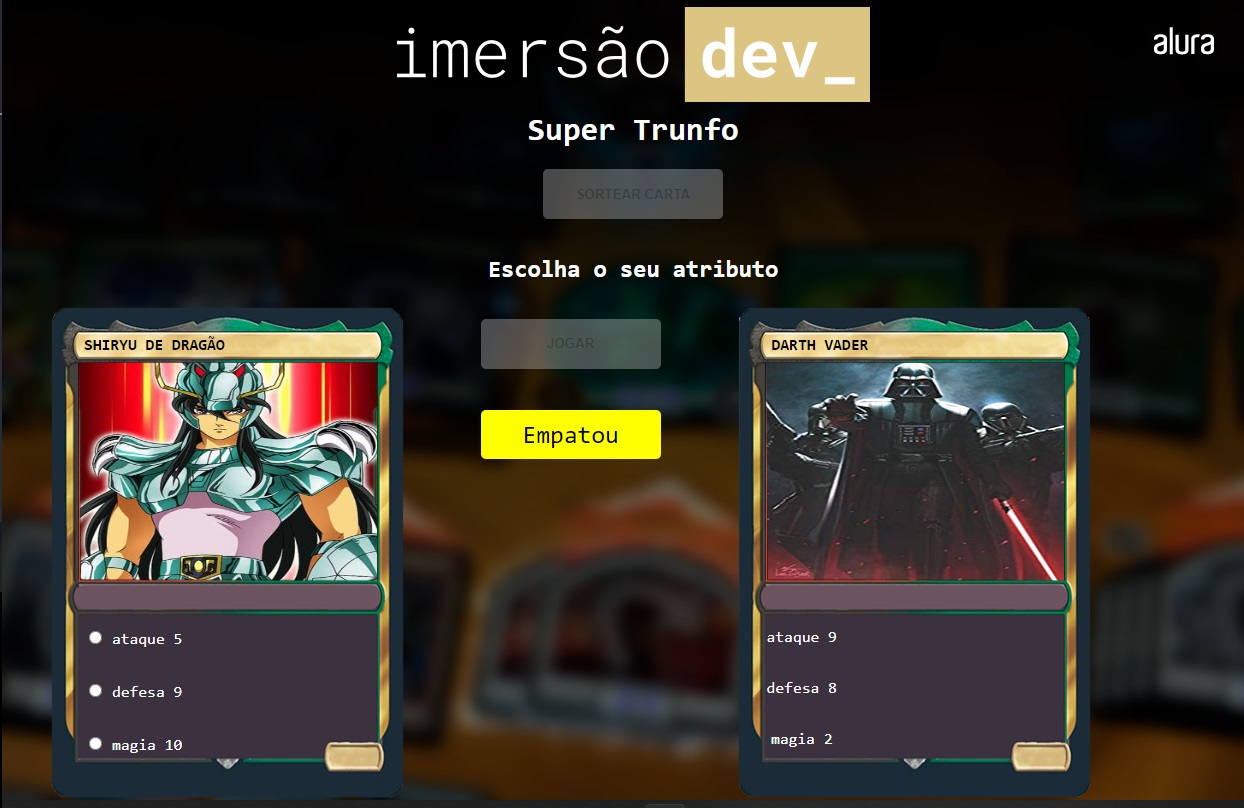 imersão dev_
alura
Super Trunfo
SORTEAR CARTA
Escolha o seu atributo
SHIRYU DE DRAGÃO
JOGAR
DARTH VADER
Empatou
ataque 5
defesa 9
magia 10
ataque 9
defesa 8
magia 2